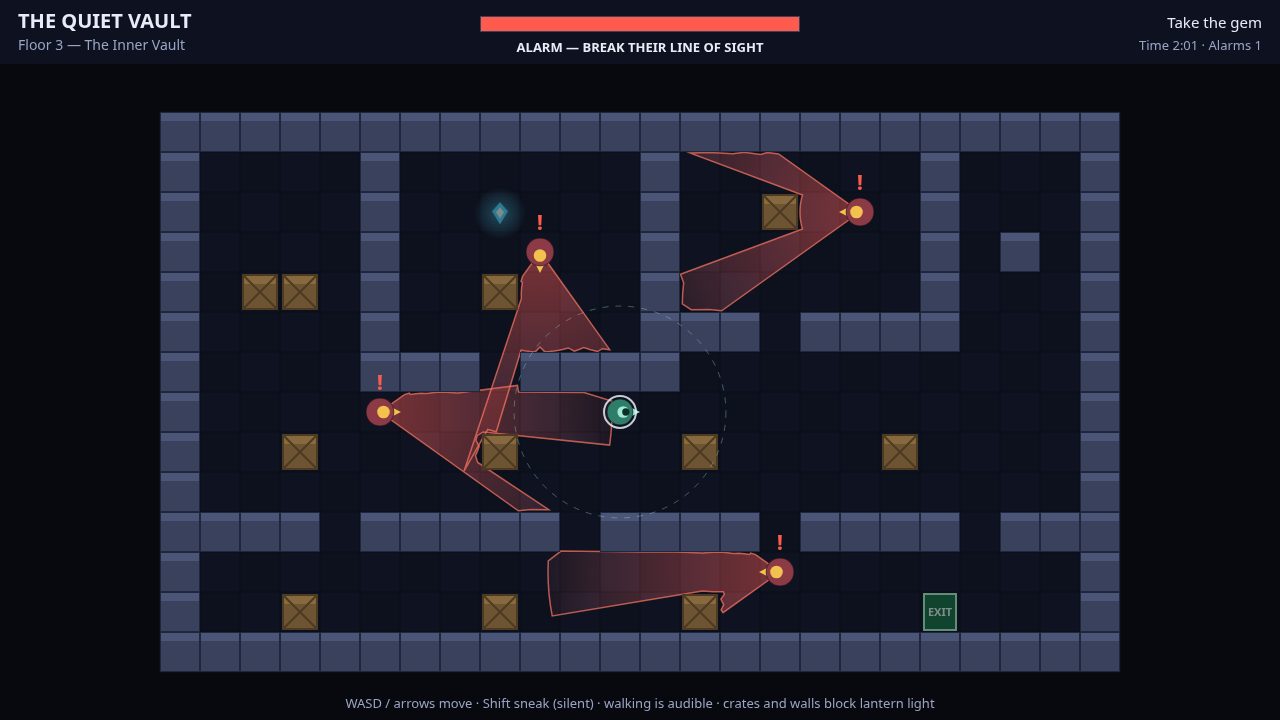 THE QUIET VAULT
Floor 3 — The Inner Vault
ALARM — BREAK THEIR LINE OF SIGHT
Take the gem
Time 2:01 · Alarms 1
!
!
!
!
!
EXIT
WASD / arrows move · Shift sneak (silent) · walking is audible · crates and walls block lantern light